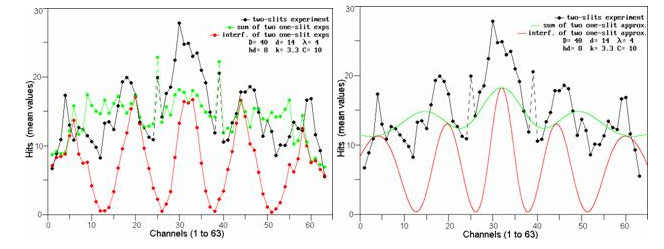 two-slits experiment
sum of two one-slit exps
interf. of two one-slit exps
D= 40 d= 14 λ= 4
hd= 8 k= 3.3 C= 10
30
20
10
0
Hits (mean values)
0 10 20 30 40 50 60
Channels (1 to 63)
two-slits experiment
sum of two one-slit approx.
interf. of two one-slit approx.
D= 40 d= 14 λ= 4
hd= 8 k= 3.3 C= 10
30
20
10
0
Hits (mean values)
0 10 20 30 40 50 60
Channels (1 to 63)